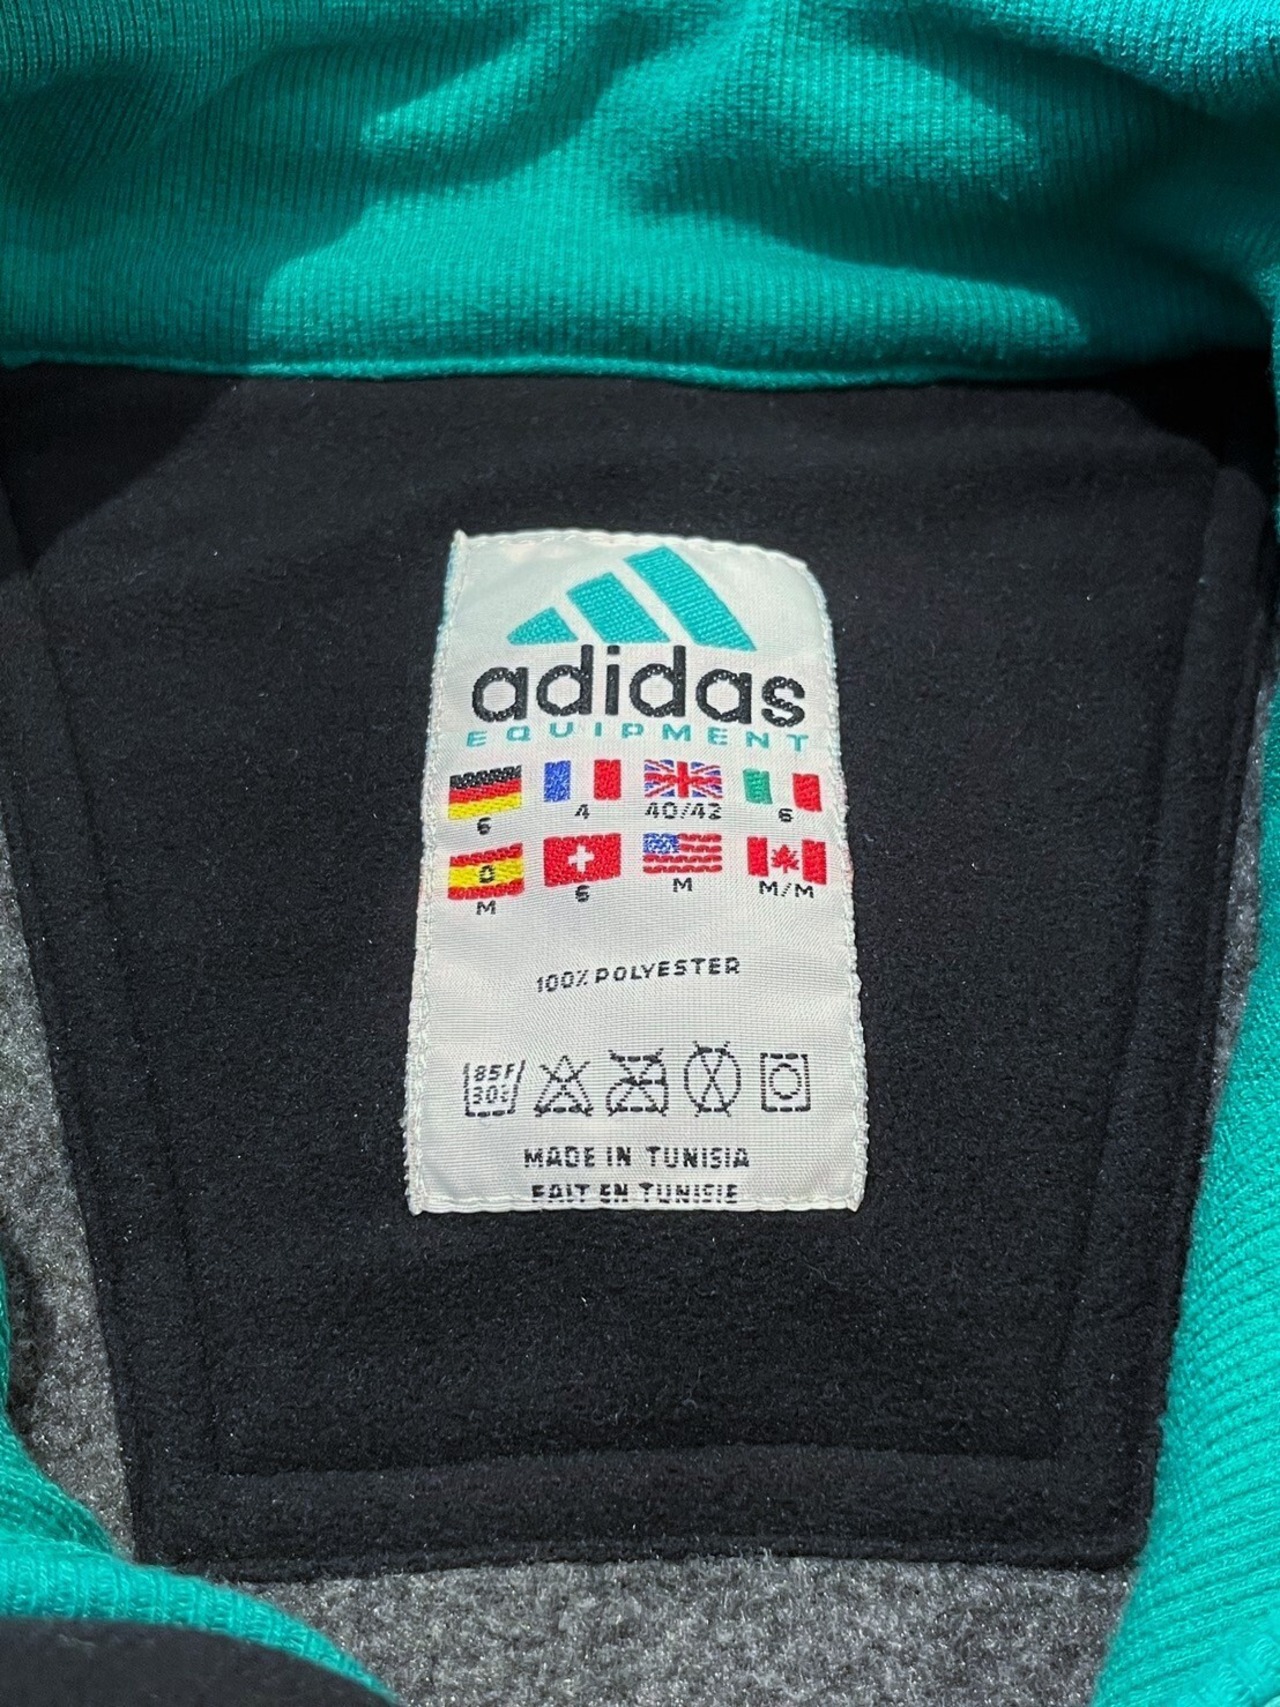 adidas
EQUIPMENT
6 4 40/42 6
M 6 M M/M
100% POLYESTER
85F
30C
MADE IN TUNISIA
FAIT EN TUNISIE